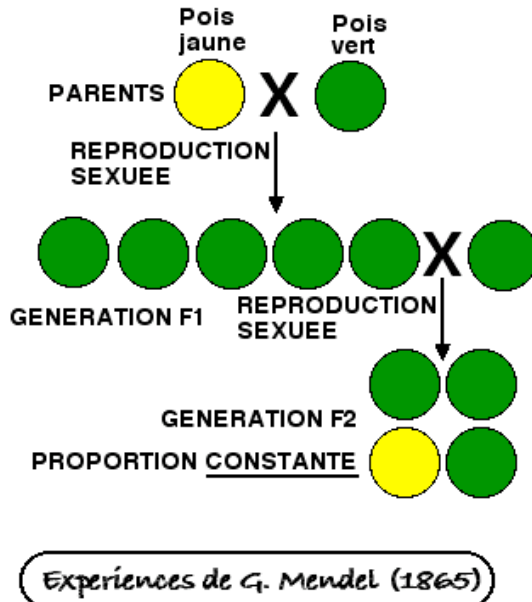 Pois
jaune
Pois
vert
PARENTS X
REPRODUCTION
SEXUEE
X
GENERATION F1
REPRODUCTION
SEXUEE
GENERATION F2
PROPORTION CONSTANTE
Experiences de G. Mendel (1865)